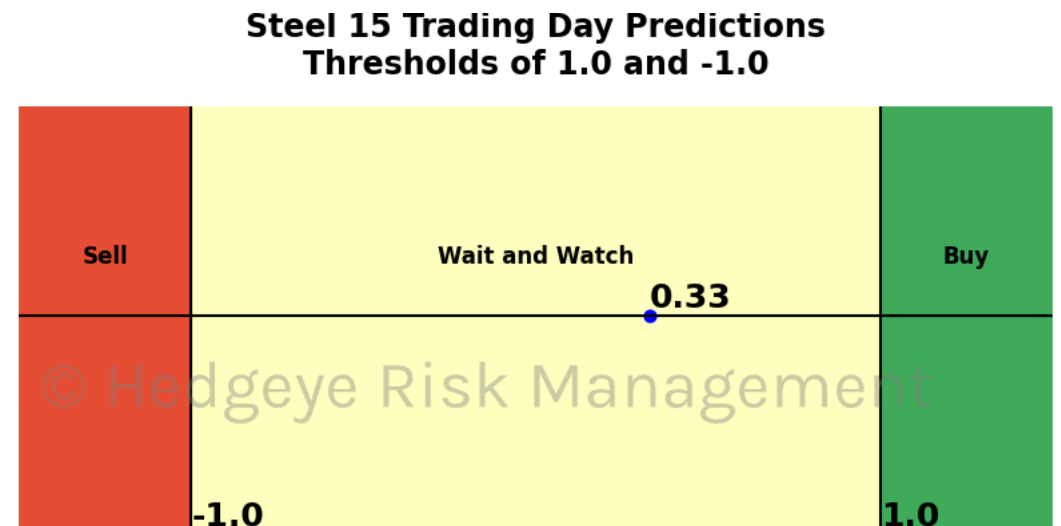 Steel 15 Trading Day Predictions
Thresholds of 1.0 and -1.0
Sell Wait and Watch Buy
0.33
© Hedgeye Risk Management
-1.0 1.0